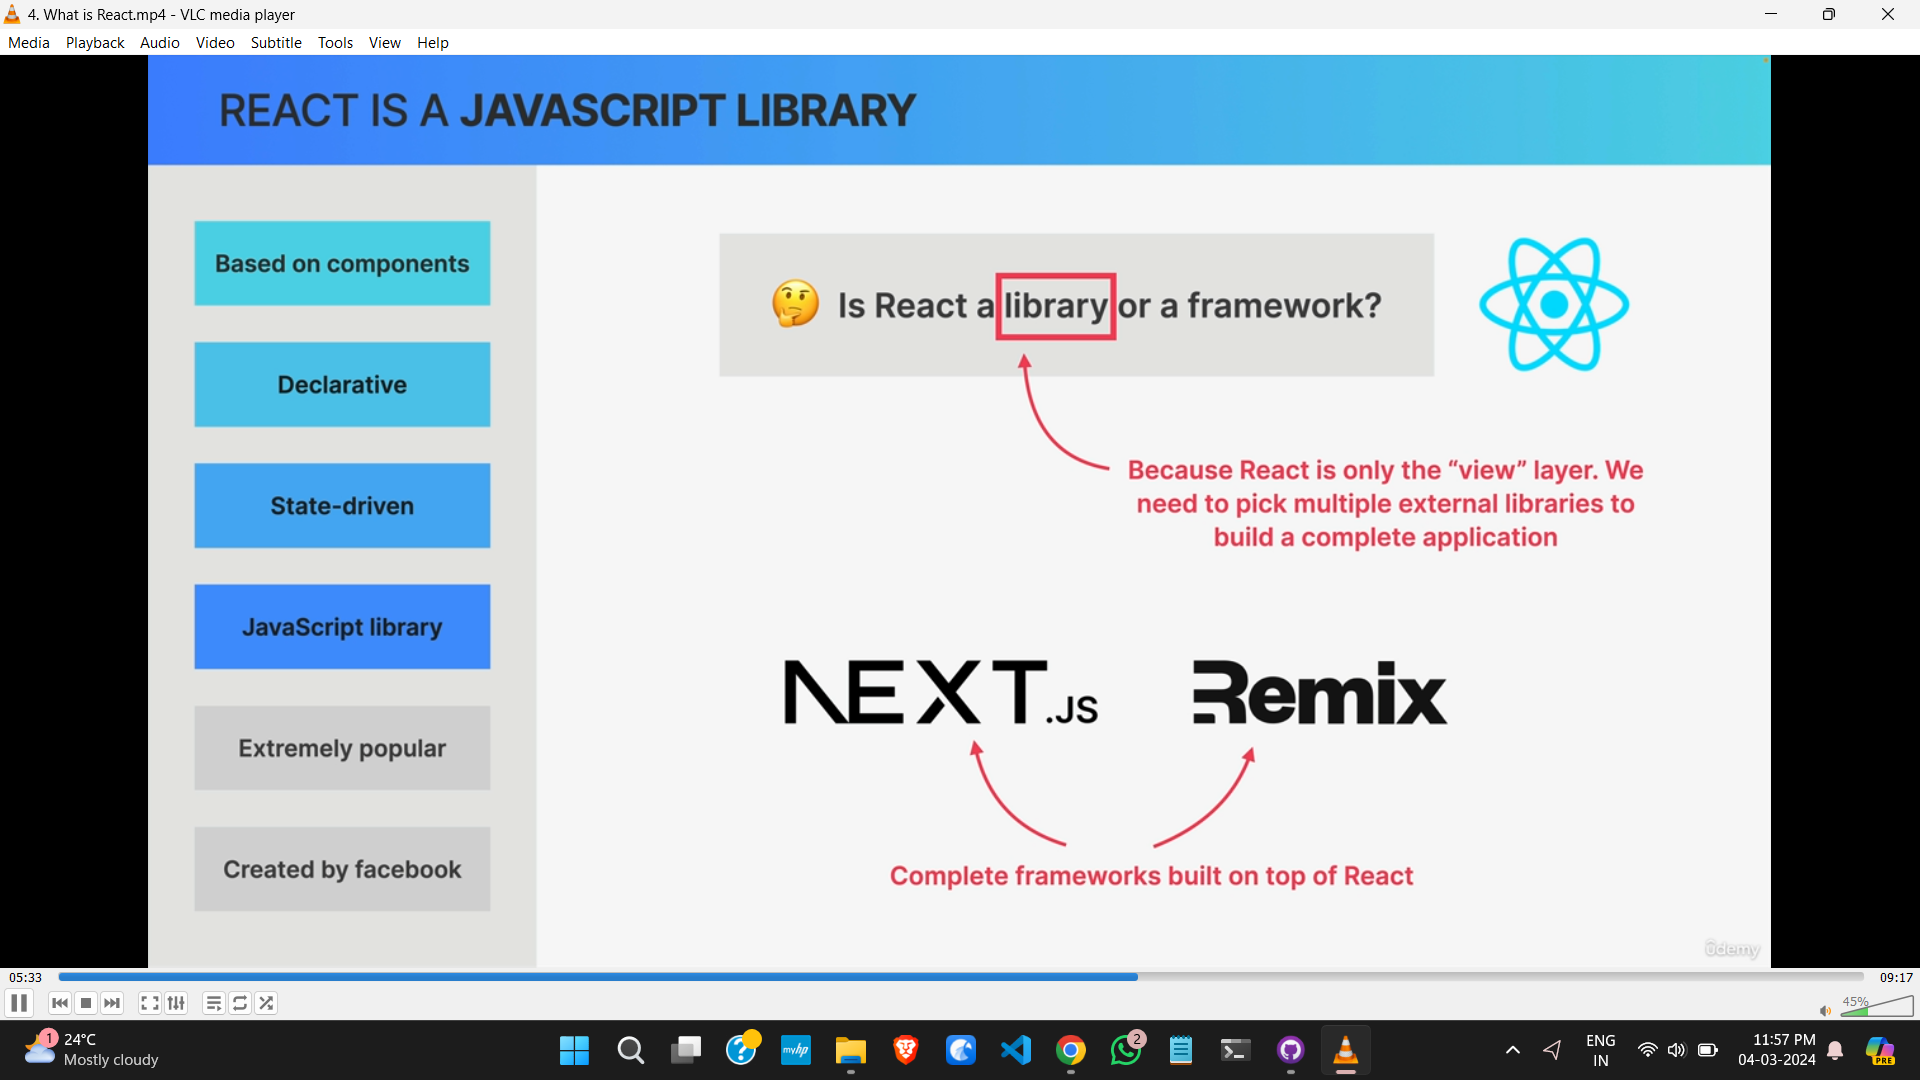 4. What is React.mp4 - VLC media player
Media Playback Audio Video Subtitle Tools View Help
REACT IS A JAVASCRIPT LIBRARY
Based on components
Declarative
State-driven
JavaScript library
Extremely popular
Created by facebook
🤔 Is React a library or a framework?
Because React is only the “view” layer. We
need to pick multiple external libraries to
build a complete application
NEXT.JS
Remix
Complete frameworks built on top of React
ûdemy
05:33
09:17
45%
1
24°C
Mostly cloudy
myhp
2
ENG
IN
11:57 PM
04-03-2024
PRE